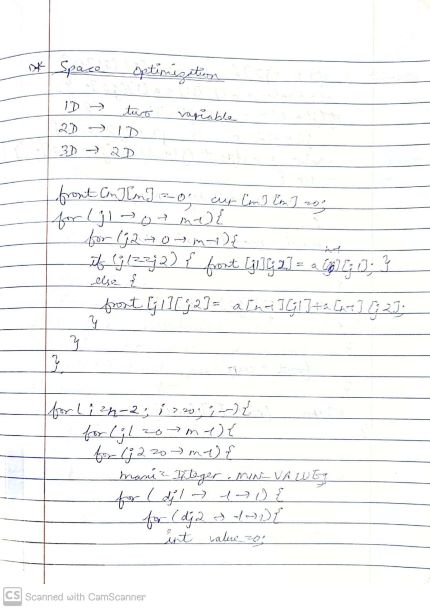 Space optimization
1D → two variable
2D → 1D
3D → 2D
front [m][m] = 0; cur [m][m] = 0;
for (j1 → 0 → m-1) {
for (j2 → 0 → m-1) {
n-1
if (j1==j2) { front [j1][j2] = a [][j1]; }
else {
front [j1][j2] = a[n-1][j1]+a[n-1][j2];
}
}
}
for (i=n-2; i>=0; i--) {
for (j1 =0 → m-1) {
for (j2 =0 → m-1) {
maxi = Integer.MIN_VALUE;
for ( dj1 → -1 → 1) {
for (dj2 → -1→1) {
int value =0;
CS Scanned with CamScanner